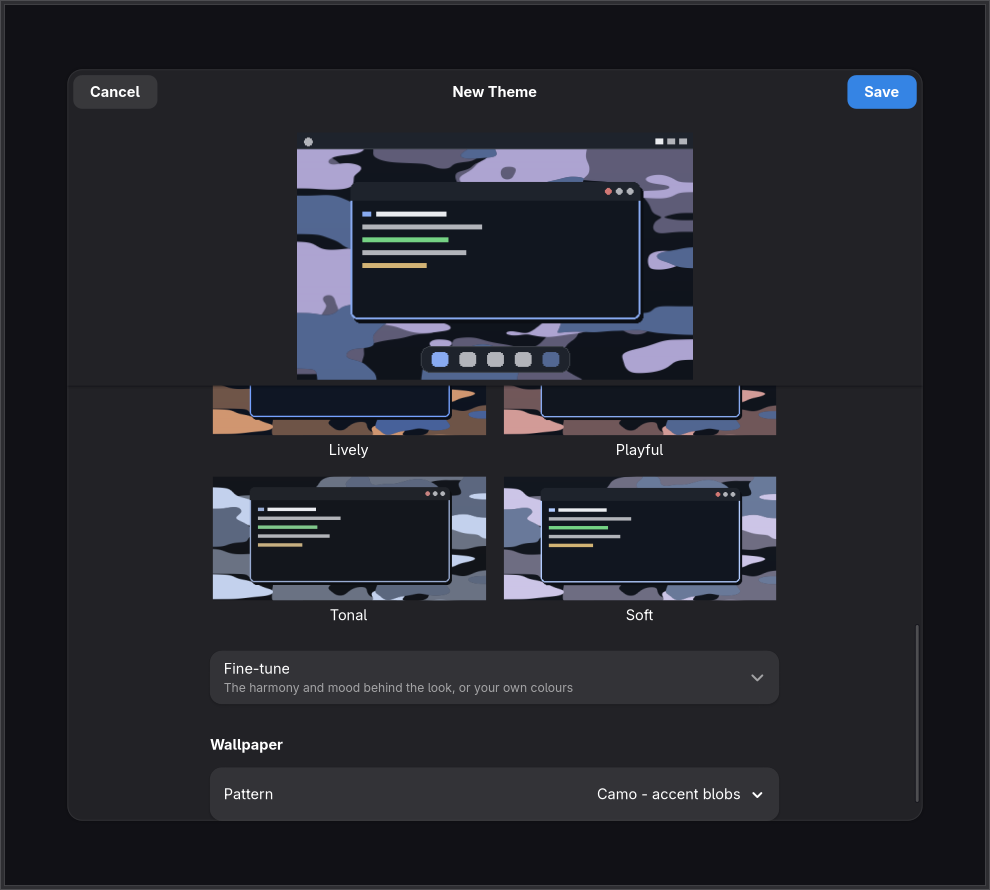 Cancel
New Theme
Save
Lively
Playful
Tonal
Soft
Fine-tune
The harmony and mood behind the look, or your own colours
Wallpaper
Pattern
Camo - accent blobs